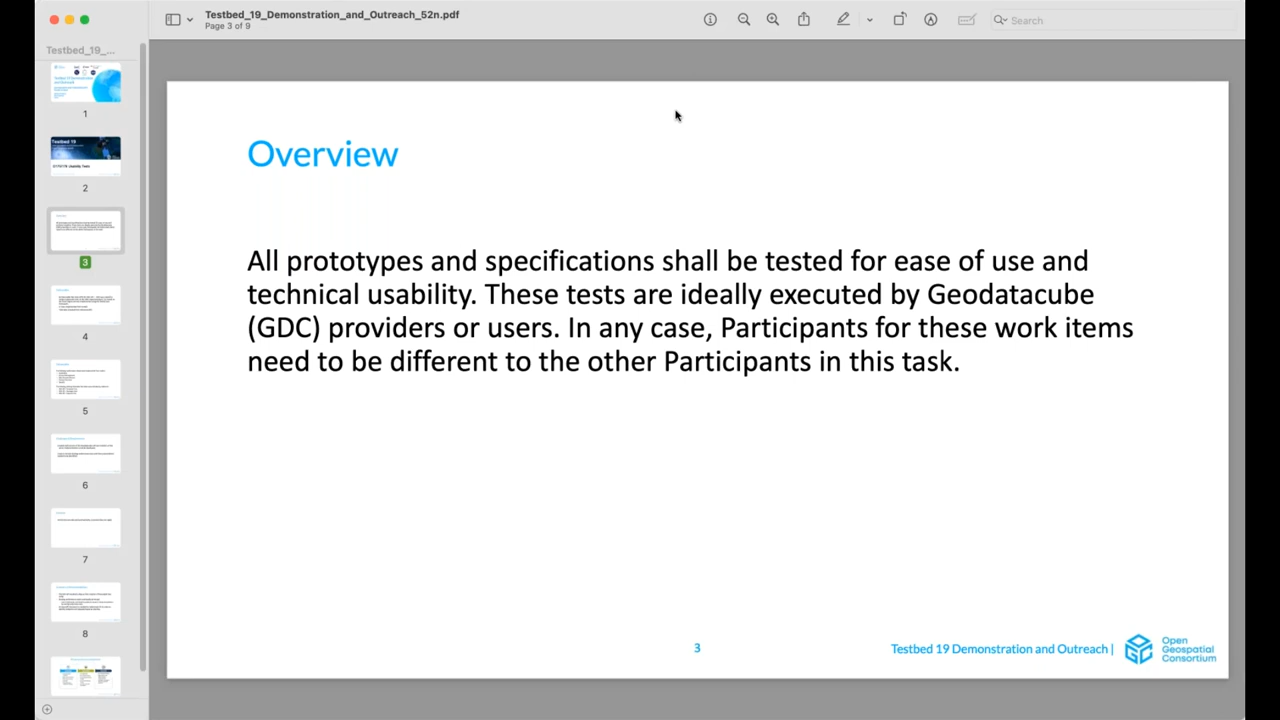 Testbed_19_Demonstration_and_Outreach_52n.pdf
Page 3 of 9
Search
Testbed_19_...
1
2
3
4
5
6
7
8
Overview
All prototypes and specifications shall be tested for ease of use and
technical usability. These tests are ideally executed by Geodatacube
(GDC) providers or users. In any case, Participants for these work items
need to be different to the other Participants in this task.
3
Testbed 19 Demonstration and Outreach |
Open
Geospatial
Consortium